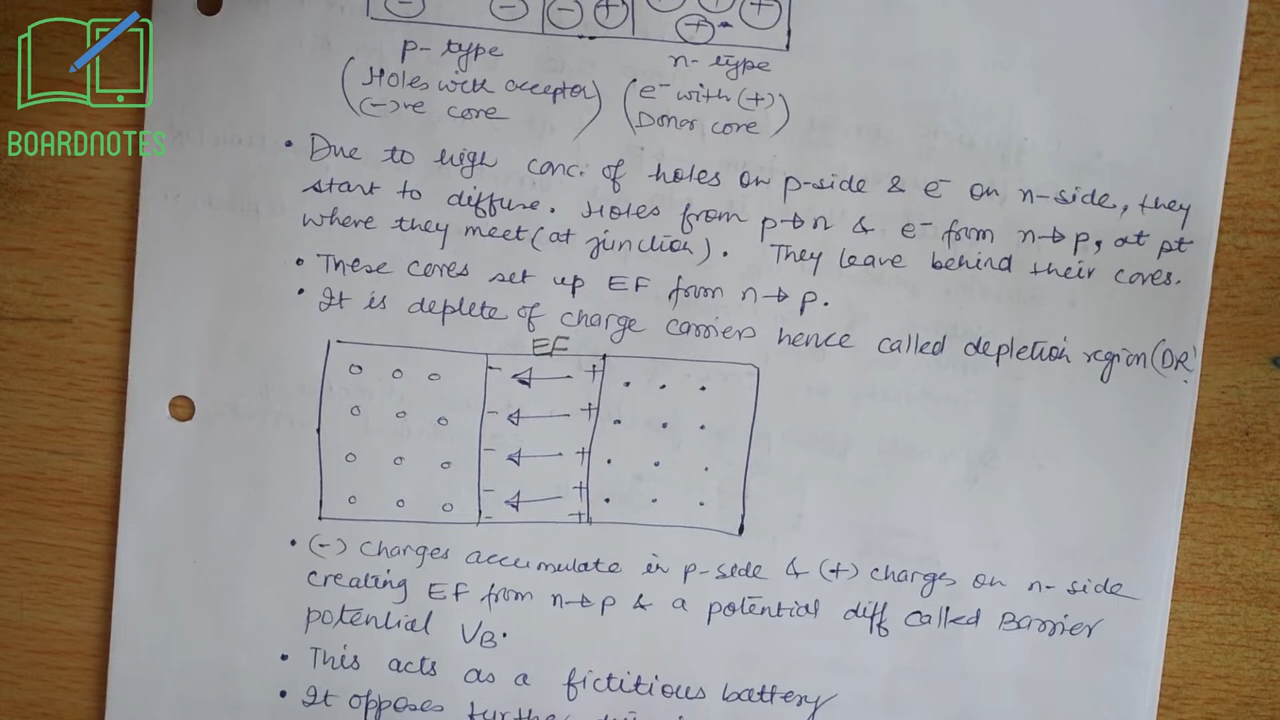 BOARDNOTES
p-type
n-type
(Holes with acceptor (-)ve core)
(e⁻ with (+) Donor core)
• Due to high conc. of holes on p-side & e⁻ on n-side, they
start to diffuse. Holes from p→n & e⁻ from n→p, at pt
where they meet (at junction). They leave behind their cores.
• These cores set up EF from n→p.
• It is deplete of charge carriers hence called depletion region (DR)
EF
• (-) charges accumulate in p-side & (+) charges on n-side
creating EF from n→p & a potential diff called Barrier
potential VB.
• This acts as a fictitious battery
• It opposes further